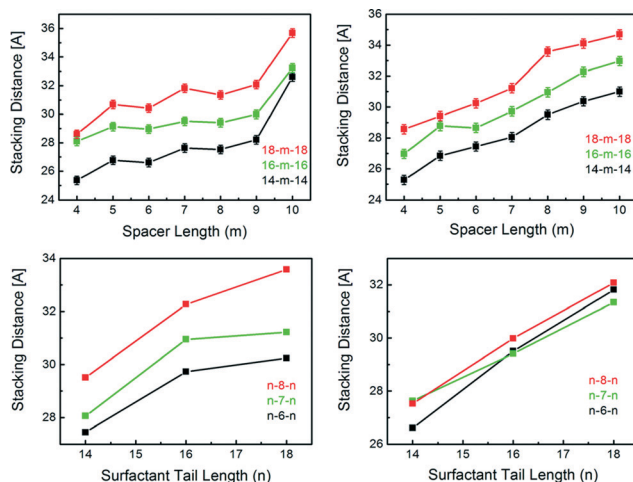 Stacking Distance [A]
36
34
32
30
28
26
24
4 5 6 7 8 9 10
Spacer Length (m)
18-m-18
16-m-16
14-m-14
Stacking Distance [A]
36
34
32
30
28
26
24
4 5 6 7 8 9 10
Spacer Length (m)
18-m-18
16-m-16
14-m-14
Stacking Distance [A]
34
32
30
28
14 15 16 17 18
Surfactant Tail Length (n)
n-8-n
n-7-n
n-6-n
Stacking Distance [A]
32
30
28
26
14 15 16 17 18
Surfactant Tail Length (n)
n-8-n
n-7-n
n-6-n